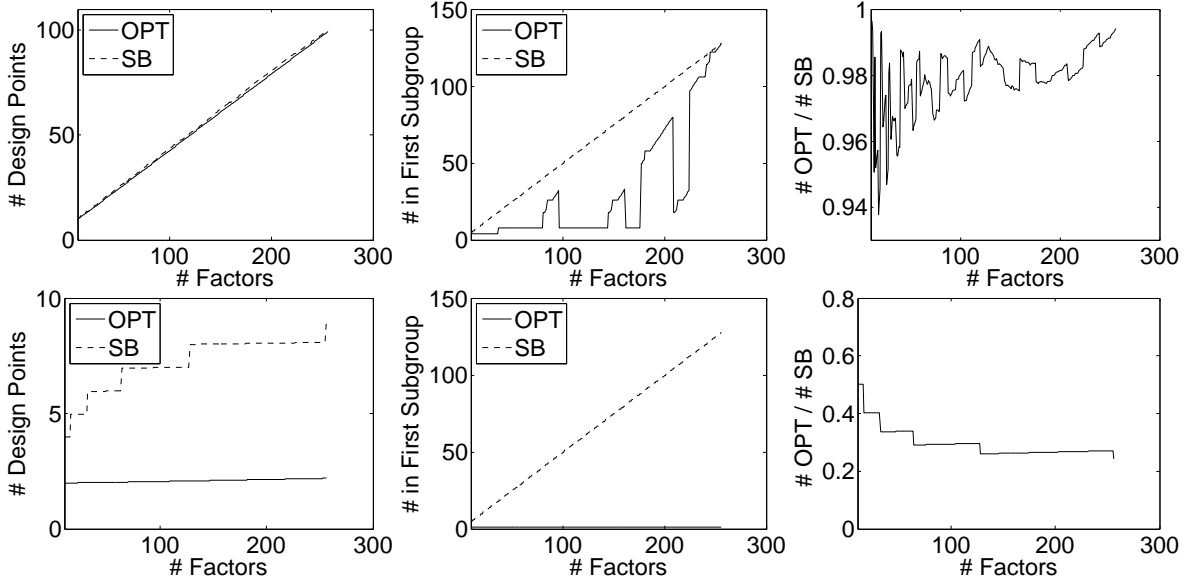 # Design Points
100
50
0
100
200
300
# Factors
OPT
SB
# in First Subgroup
150
100
50
0
100
200
300
# Factors
OPT
SB
# OPT / # SB
1
0.98
0.96
0.94
100
200
300
# Factors
# Design Points
10
5
0
100
200
300
# Factors
OPT
SB
# in First Subgroup
150
100
50
0
100
200
300
# Factors
OPT
SB
# OPT / # SB
0.8
0.6
0.4
0.2
0
100
200
300
# Factors